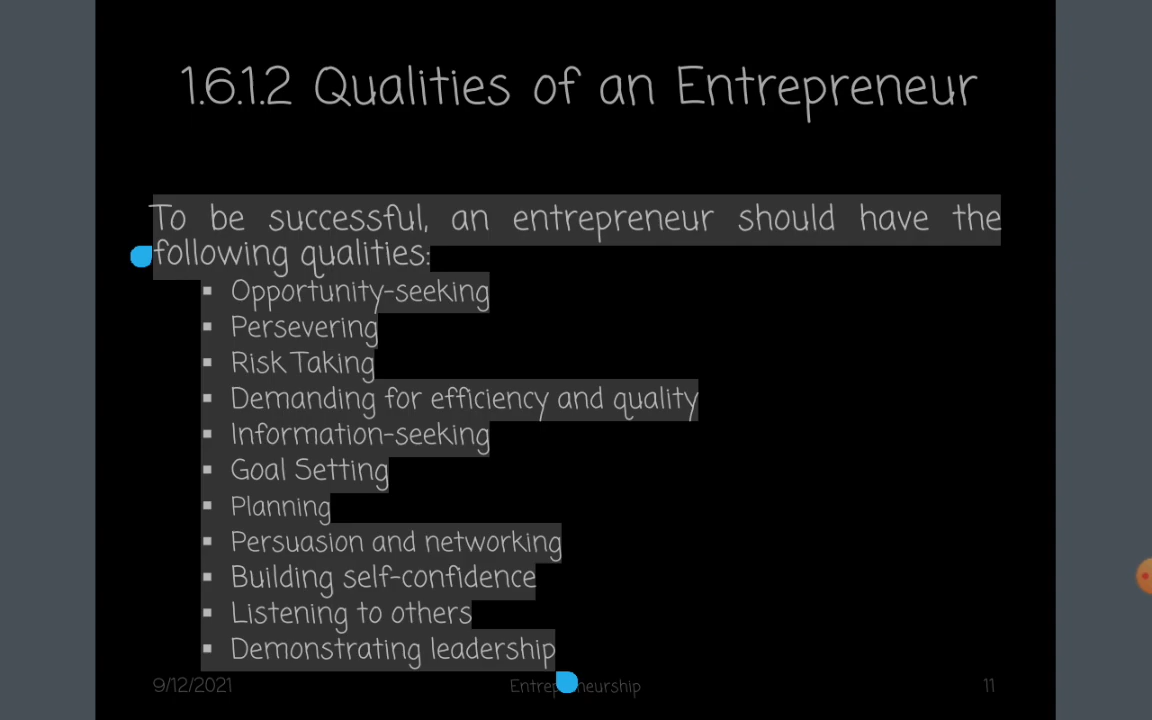 1.6.1.2 Qualities of an Entrepreneur
To be successful, an entrepreneur should have the
following qualities:
▪ Opportunity-seeking
▪ Persevering
▪ Risk Taking
▪ Demanding for efficiency and quality
▪ Information-seeking
▪ Goal Setting
▪ Planning
▪ Persuasion and networking
▪ Building self-confidence
▪ Listening to others
▪ Demonstrating leadership
9/12/2021 Entrepreneurship 11